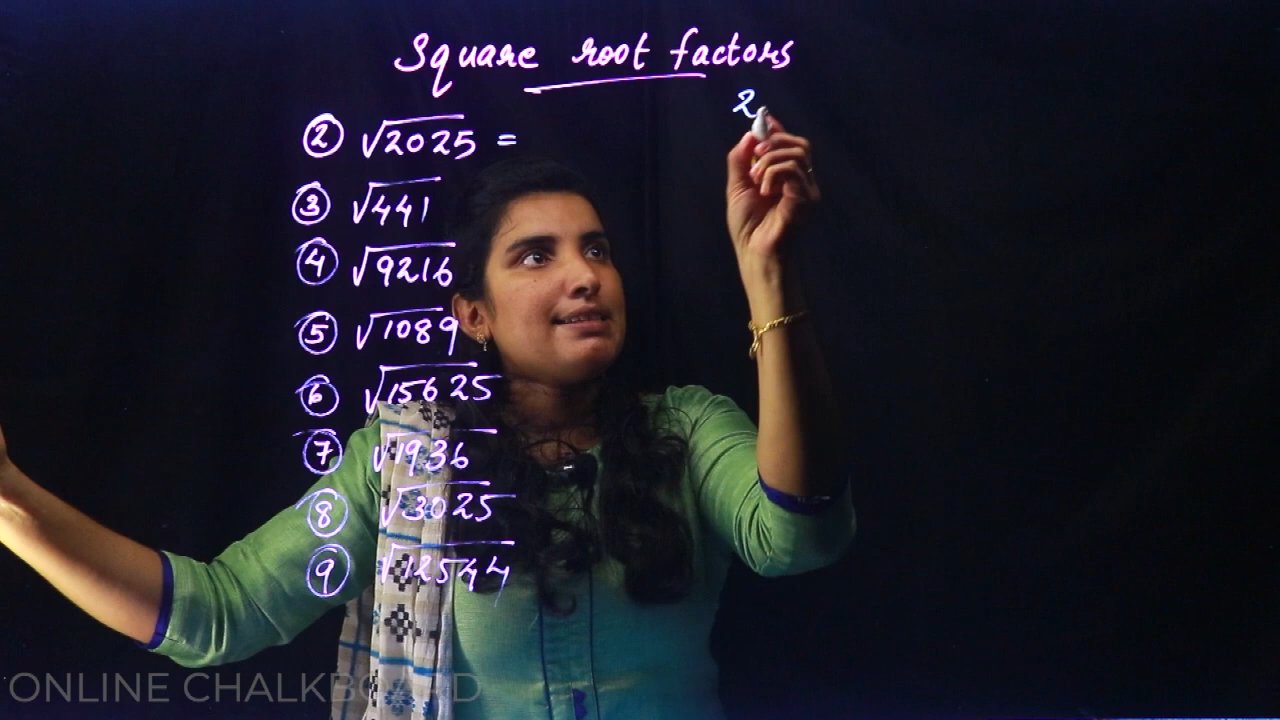 Square root factors
2
② √2025 =
③ √441
④ √9216
⑤ √1089
⑥ √15625
⑦ √1936
⑧ √3025
⑨ √12544
ONLINE CHALKBOARD